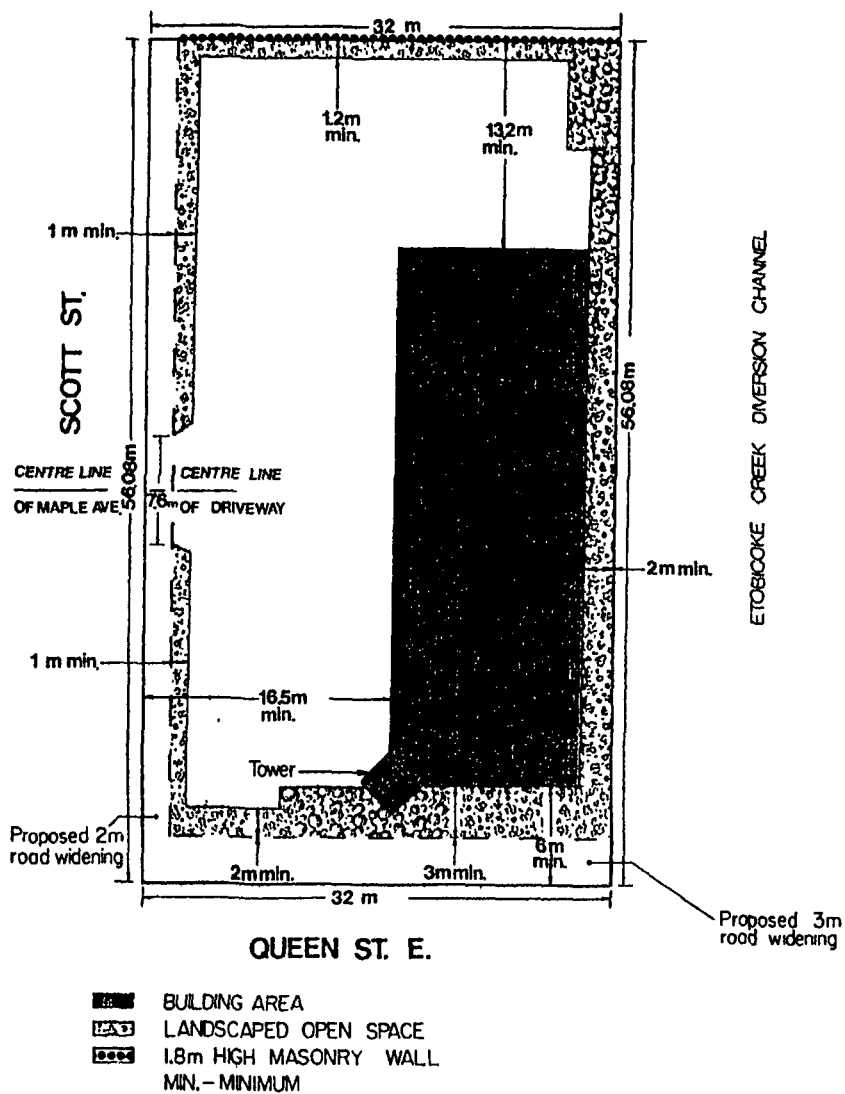 32 m
1.2m
min.
13.2m
min.
1 m min.
SCOTT ST.
56.08m
ETOBICOKE CREEK DIVERSION CHANNEL
56.08m
CENTRE LINE
OF MAPLE AVE.
CENTRE LINE
OF DRIVEWAY
7.6m
2m min.
1 m min.
16.5m
min.
Tower
Proposed 2m
road widening
2m min.
3m min.
6m
min.
32 m
Proposed 3m
road widening
QUEEN ST. E.
BUILDING AREA
LANDSCAPED OPEN SPACE
1.8m HIGH MASONRY WALL
MIN. - MINIMUM